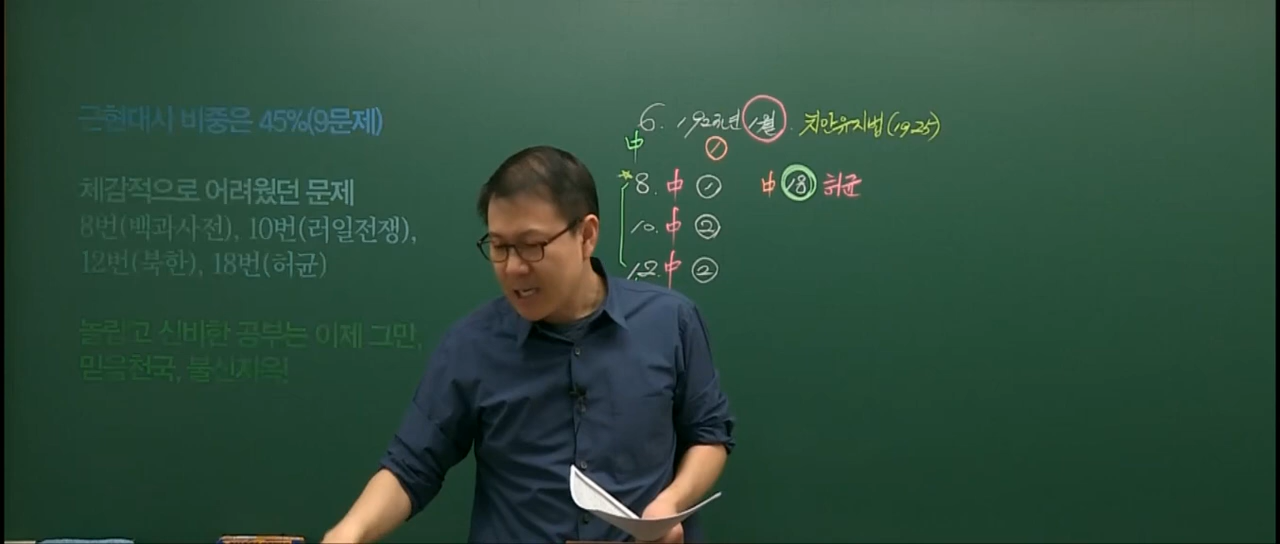 근현대사 비중은 45%(9문제)
체감적으로 어려웠던 문제
8번(백과사전), 10번(러일전쟁),
12번(북한), 18번(허균)
놀랍고 신비한 공부는 이제 그만,
믿음천국, 불신지옥!
6. 1월. 치안유지법(1925)
中 ①
*8. 中 ① 中 ⑱ 허균
10. 中 ②
12. 中 ②